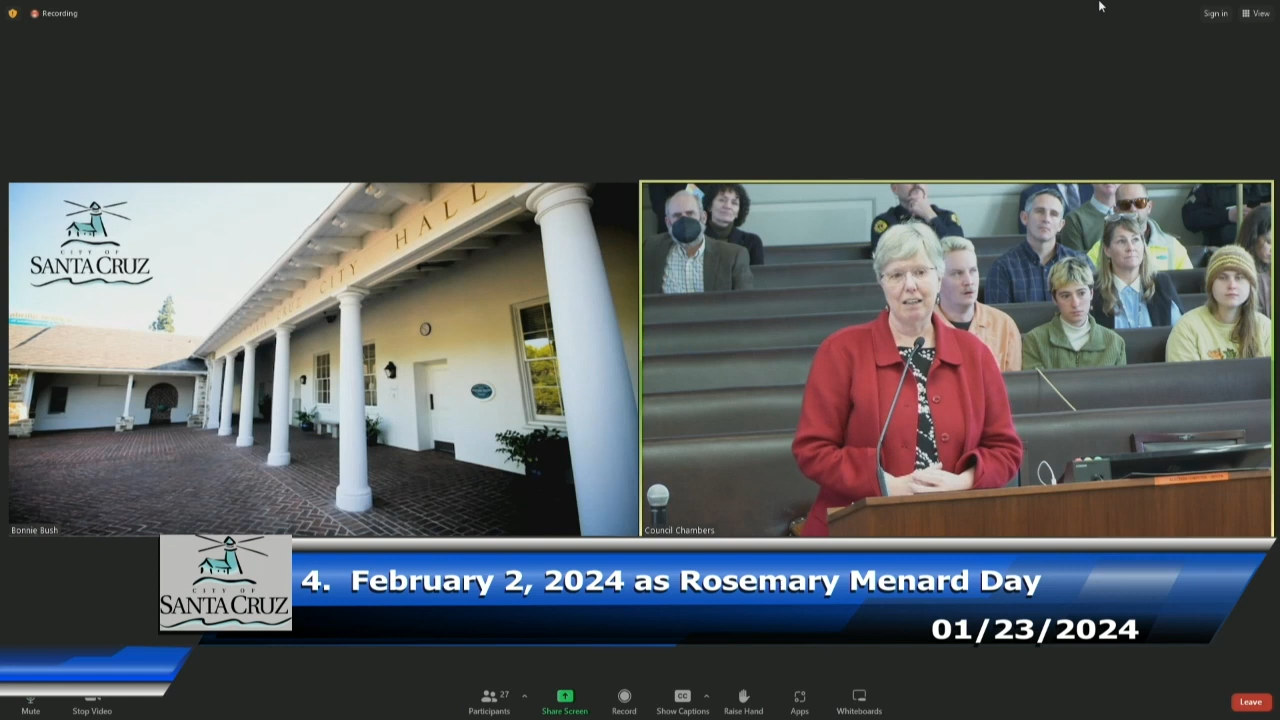 Recording
Sign in
View
CITY OF
SANTA CRUZ
CITY HALL
Bonnie Bush
Council Chambers
CITY OF
SANTA CRUZ
4. February 2, 2024 as Rosemary Menard Day
01/23/2024
Mute
Stop Video
Participants
27
Share Screen
Record
CC
Show Captions
Raise Hand
Apps
Whiteboards
Leave